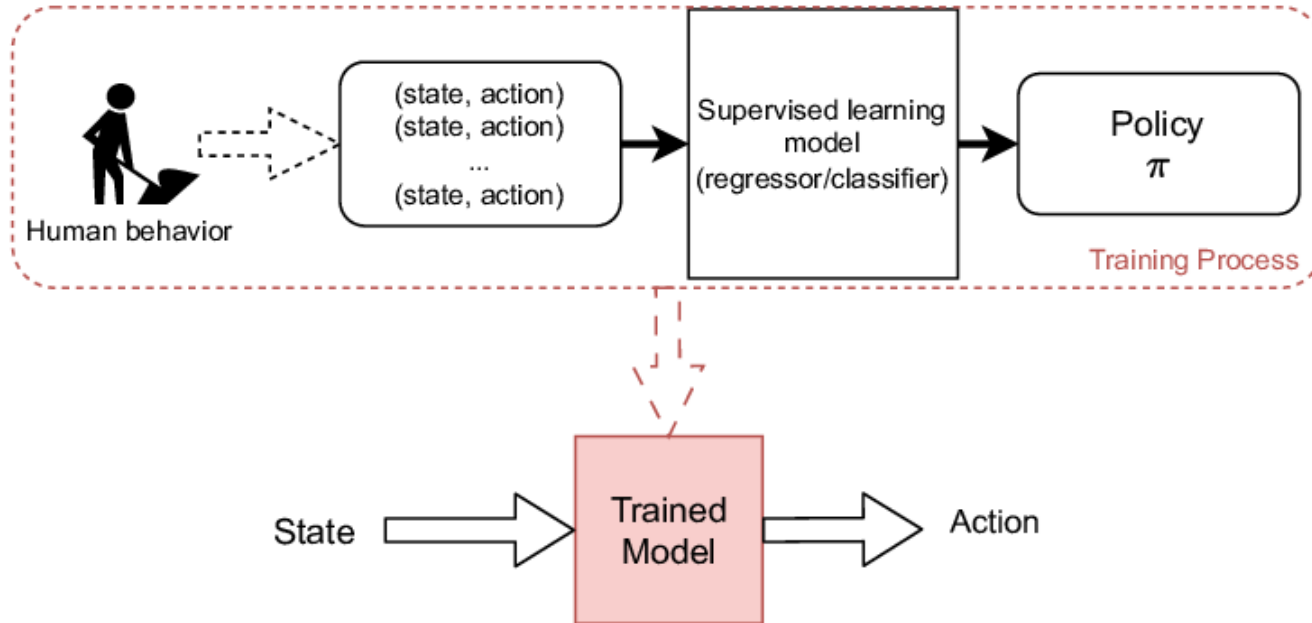 Human behavior
(state, action)
(state, action)
...
(state, action)
Supervised learning
model
(regressor/classifier)
Policy
π
Training Process
State
Trained
Model
Action